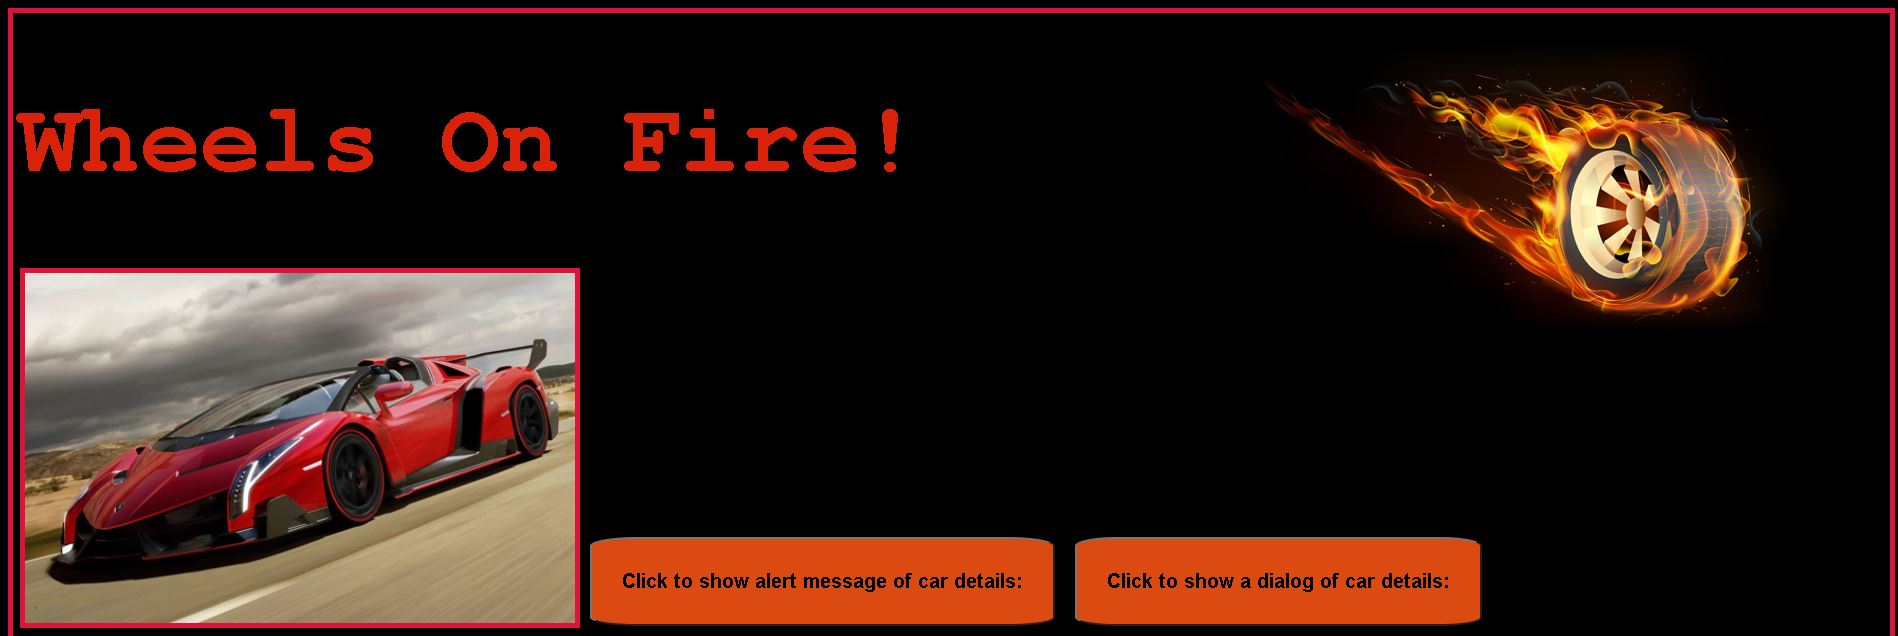 Wheels On Fire!
Click to show alert message of car details:
Click to show a dialog of car details: